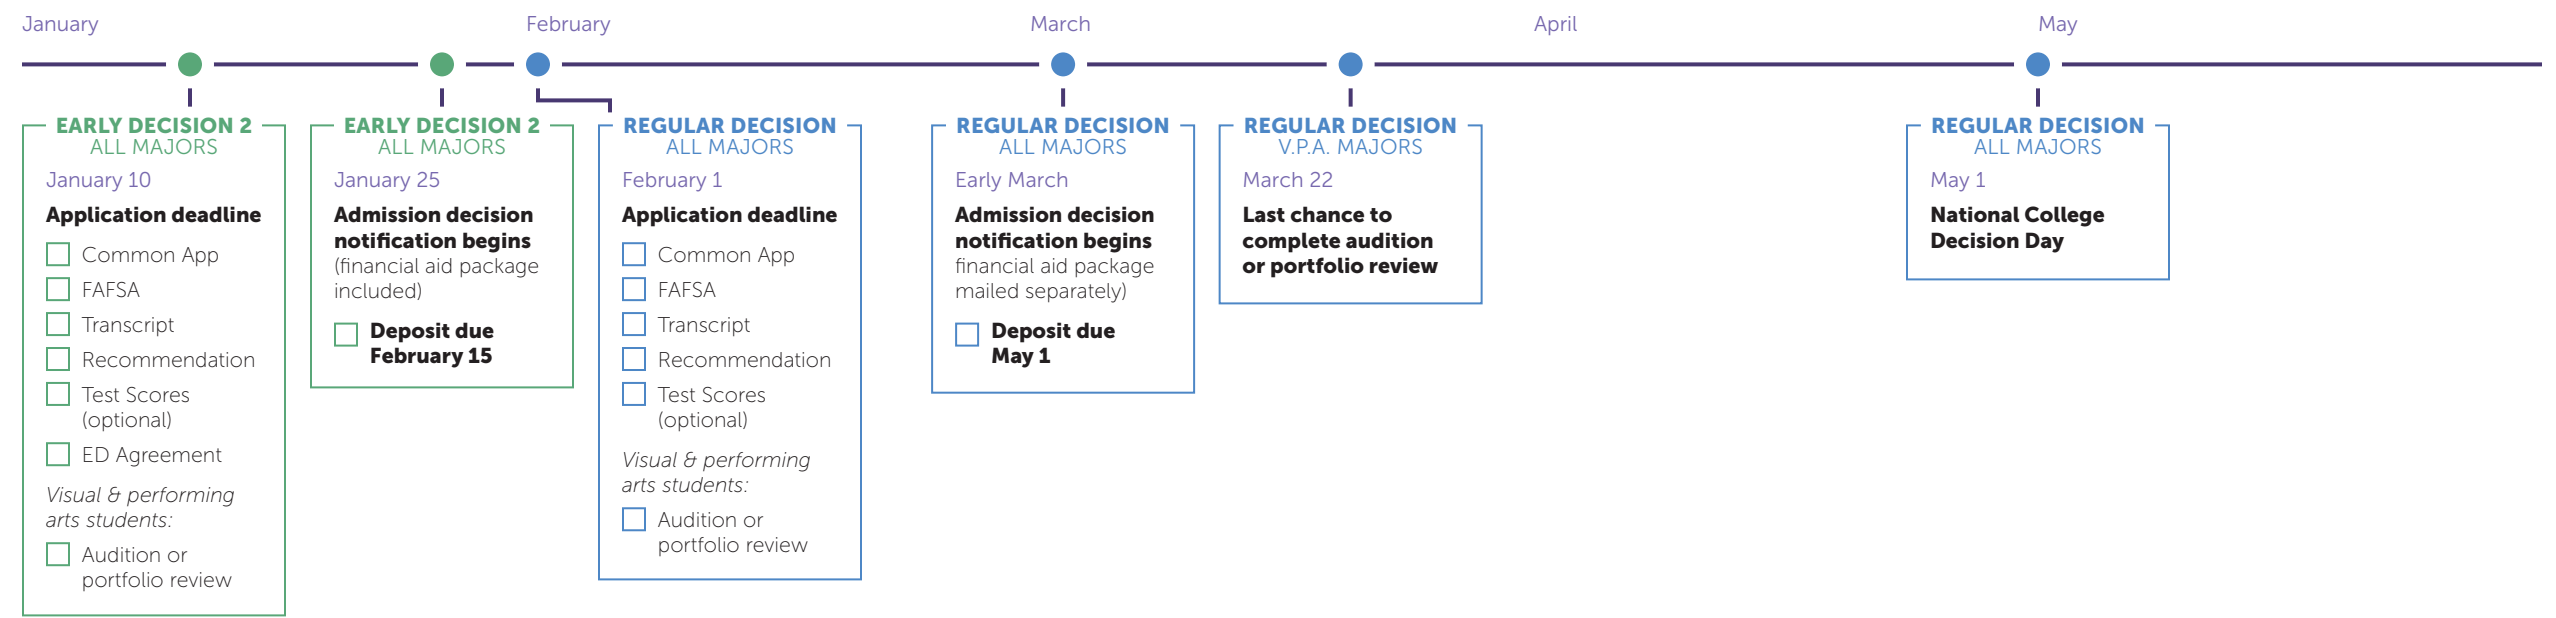 January
February
March
April
May
EARLY DECISION 2
ALL MAJORS
January 10
Application deadline
Common App
FAFSA
Transcript
Recommendation
Test Scores
(optional)
ED Agreement
Visual & performing
arts students:
Audition or
portfolio review
EARLY DECISION 2
ALL MAJORS
January 25
Admission decision
notification begins
(financial aid package
included)
Deposit due
February 15
REGULAR DECISION
ALL MAJORS
February 1
Application deadline
Common App
FAFSA
Transcript
Recommendation
Test Scores
(optional)
Visual & performing
arts students:
Audition or
portfolio review
REGULAR DECISION
ALL MAJORS
Early March
Admission decision
notification begins
financial aid package
mailed separately)
Deposit due
May 1
REGULAR DECISION
V.P.A. MAJORS
March 22
Last chance to
complete audition
or portfolio review
REGULAR DECISION
ALL MAJORS
May 1
National College
Decision Day